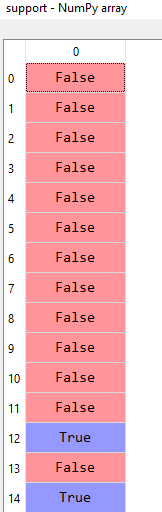 support - NumPy array
0
0 False
1 False
2 False
3 False
4 False
5 False
6 False
7 False
8 False
9 False
10 False
11 False
12 True
13 False
14 True